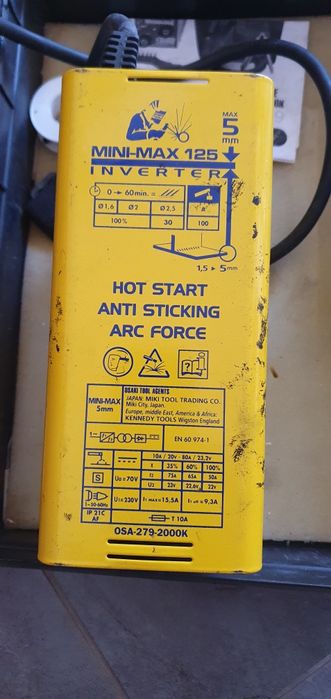 MAX
5
mm
MINI-MAX 125
INVERTER
0 → 60min. =
Ø1,6 Ø2 Ø2,5
100% 30 100
1,5 ▸ 5mm
HOT START
ANTI STICKING
ARC FORCE
MINI-MAX
5mm
OSAKI TOOL AGENTS
JAPAN: MIKI TOOL TRADING CO.
Miki City, Japan.
Europe, middle East, America & Africa:
KENNEDY TOOLS Wigston England
EN 60 974-1
10A / 20V - 80A / 23,2V
X 35% 60% 100%
S U0 = 70V I2 75A 65A 50A
U2 23V 22,6V 22V
1~50-60Hz U1 = 230V I1 MAX = 15.5A I1 eff = 9,3A
IP 21C
AF
T 10A
OSA-279-2000K